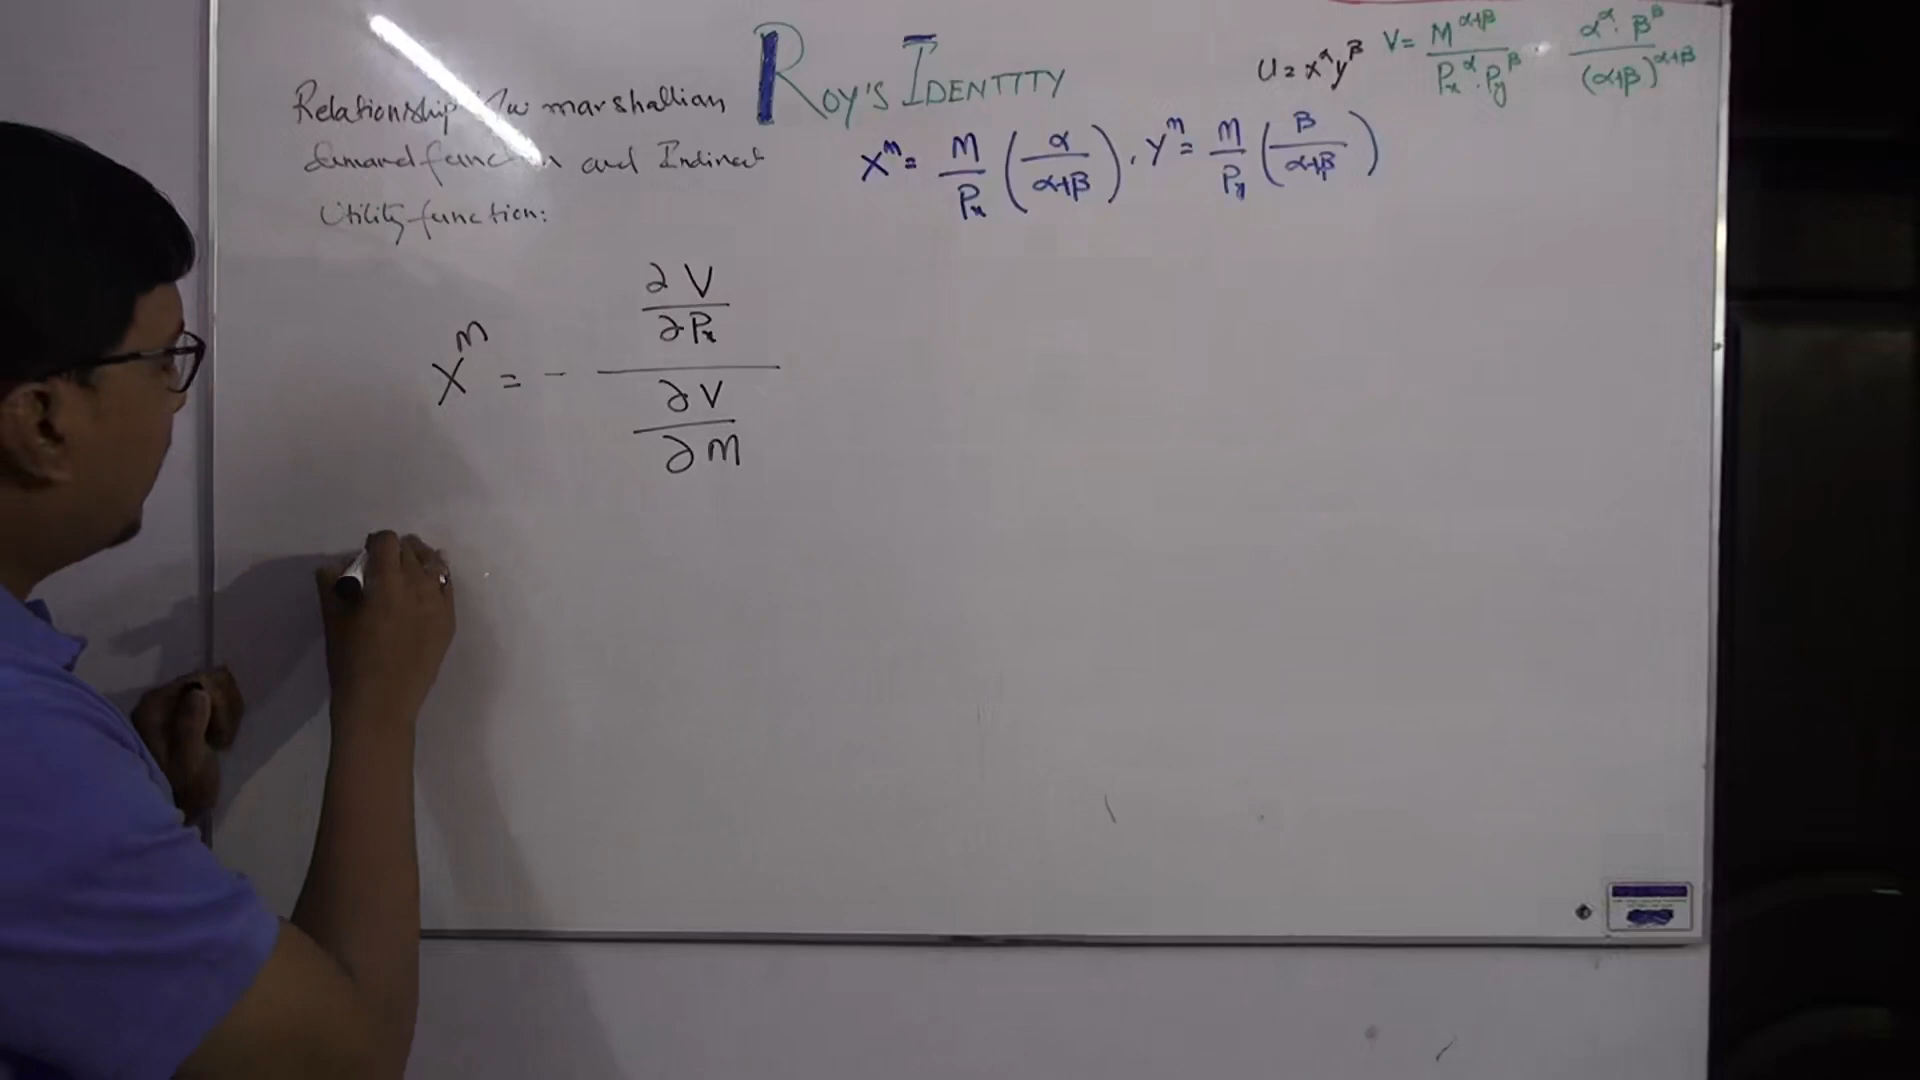 ROY'S IDENTITY
U = x^α y^β
V = M^(α+β) / (Px^α · Py^β) · α^α · β^β / (α+β)^(α+β)
Relationship b/w marshallian
demand function and Indirect
Utility function:
X^m = M/Px (α/(α+β)), Y^m = M/Py (β/(α+β))
X^M = - (∂V/∂Px) / (∂V/∂M)